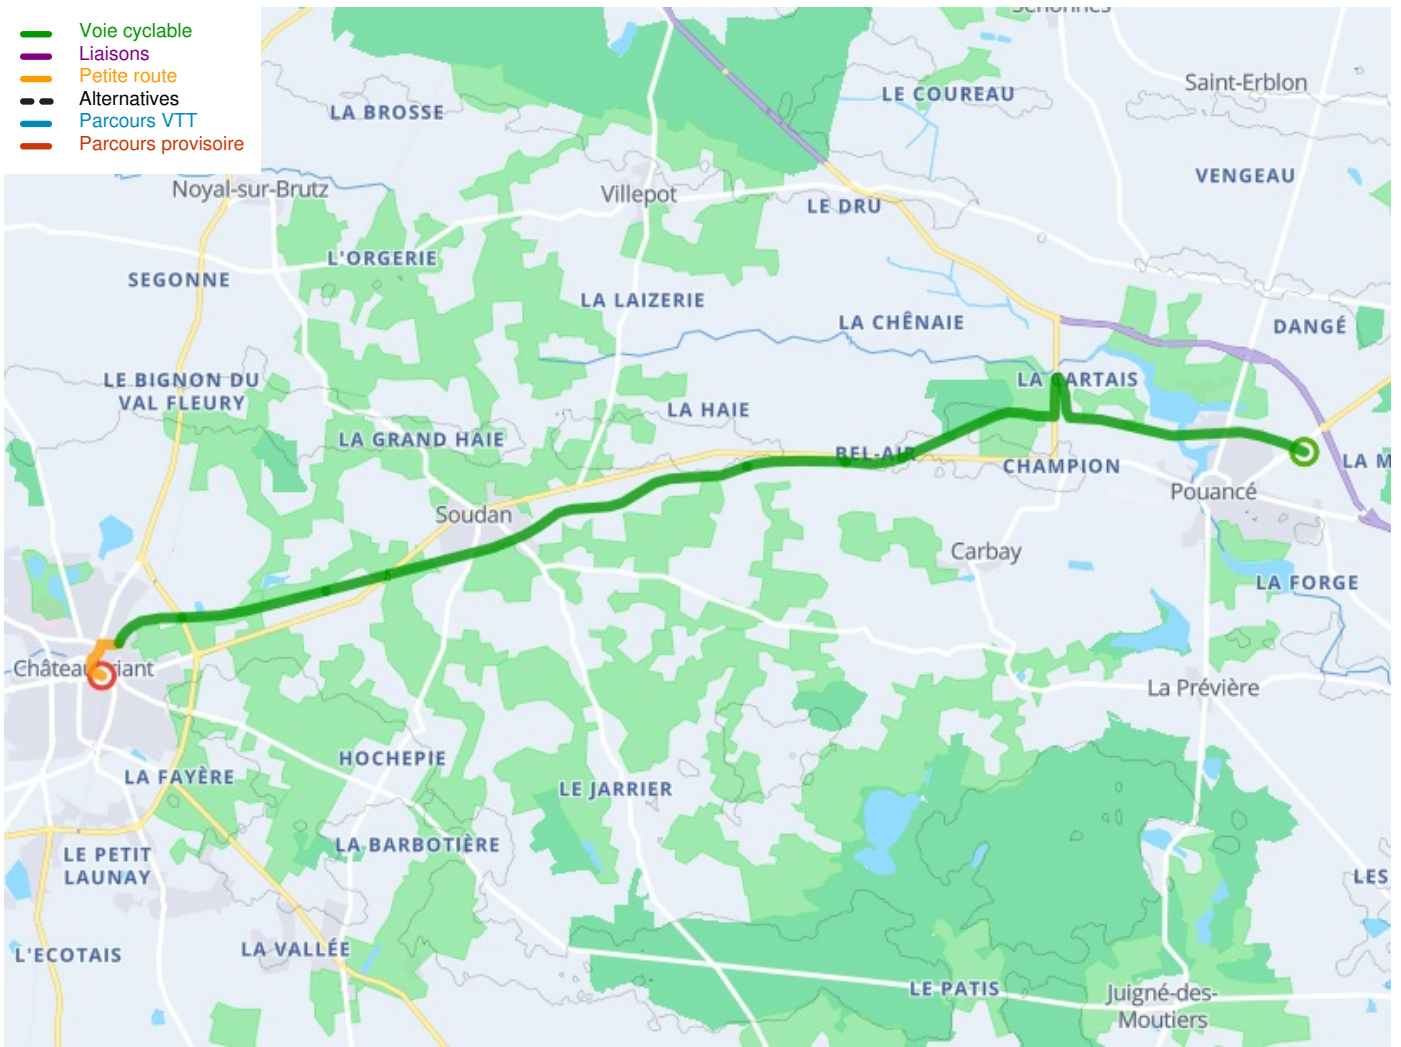 Voie cyclable
Liaisons
Petite route
Alternatives
Parcours VTT
Parcours provisoire
Saint-Erblon
LE COUREAU
LA BROSSE
VENGEAU
Noyal-sur-Brutz
Villepot
LE DRU
L'ORGERIE
SEGONNE
LA LAIZERIE
LA CHÊNAIE
DANGÉ
LE BIGNON DU
VAL FLEURY
LA CARTAIS
LA HAIE
LA GRAND HAIE
BEL-AIR
CHAMPION
LA M
Pouancé
Soudan
Carbay
LA FORGE
Châteaubriant
La Prévière
HOCHEPIE
LA FAYÈRE
LE JARRIER
LA BARBOTIÈRE
LE PETIT
LAUNAY
LES
LA VALLÉE
L'ECOTAIS
LE PATIS
Juigné-des-
Moutiers